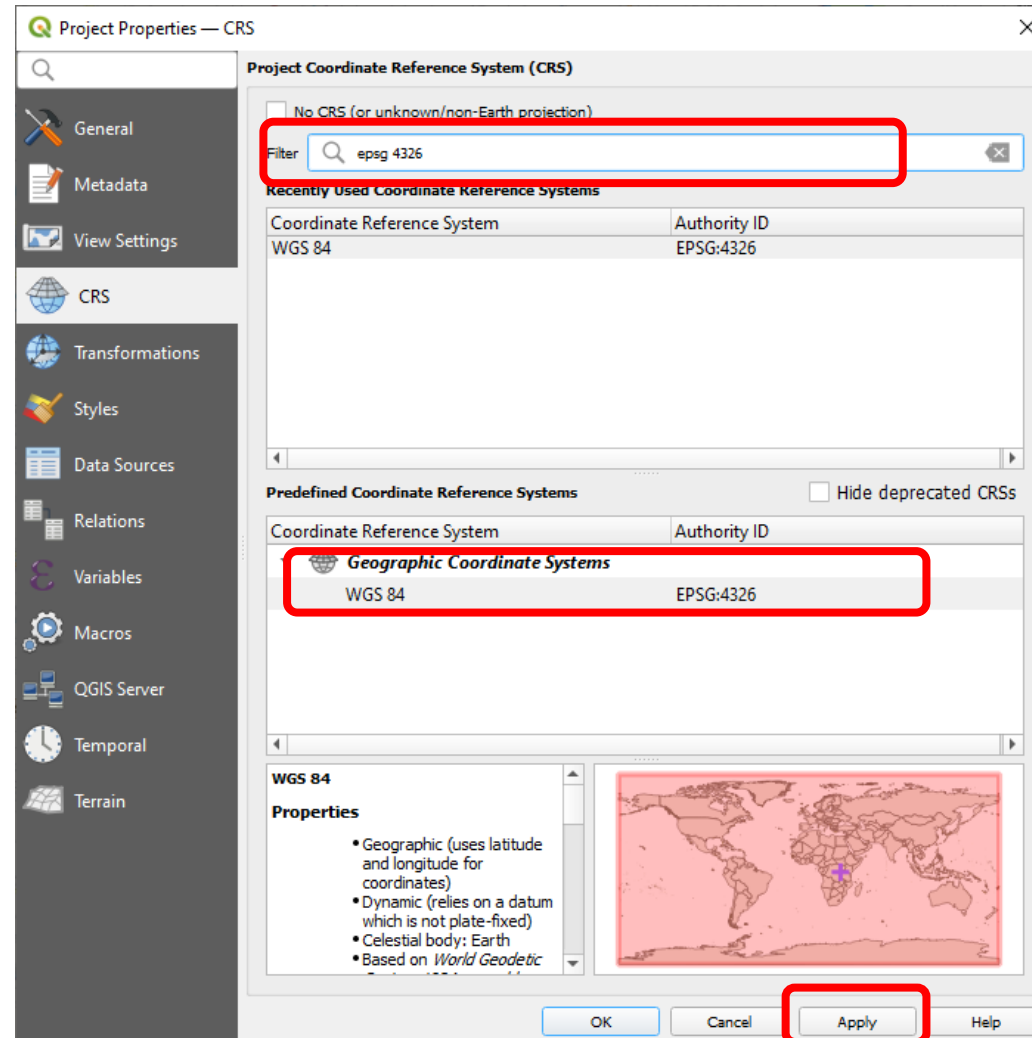 Project Properties — CRS
Project Coordinate Reference System (CRS)
No CRS (or unknown/non-Earth projection)
General
Filter epsg 4326
Metadata
Recently Used Coordinate Reference Systems
Coordinate Reference System Authority ID
View Settings
WGS 84 EPSG:4326
CRS
Transformations
Styles
Data Sources
Predefined Coordinate Reference Systems Hide deprecated CRSs
Relations
Coordinate Reference System Authority ID
Geographic Coordinate Systems
Variables
WGS 84 EPSG:4326
Macros
QGIS Server
Temporal
WGS 84
Terrain
Properties
• Geographic (uses latitude
and longitude for
coordinates)
• Dynamic (relies on a datum
which is not plate-fixed)
• Celestial body: Earth
• Based on World Geodetic
OK Cancel Apply Help